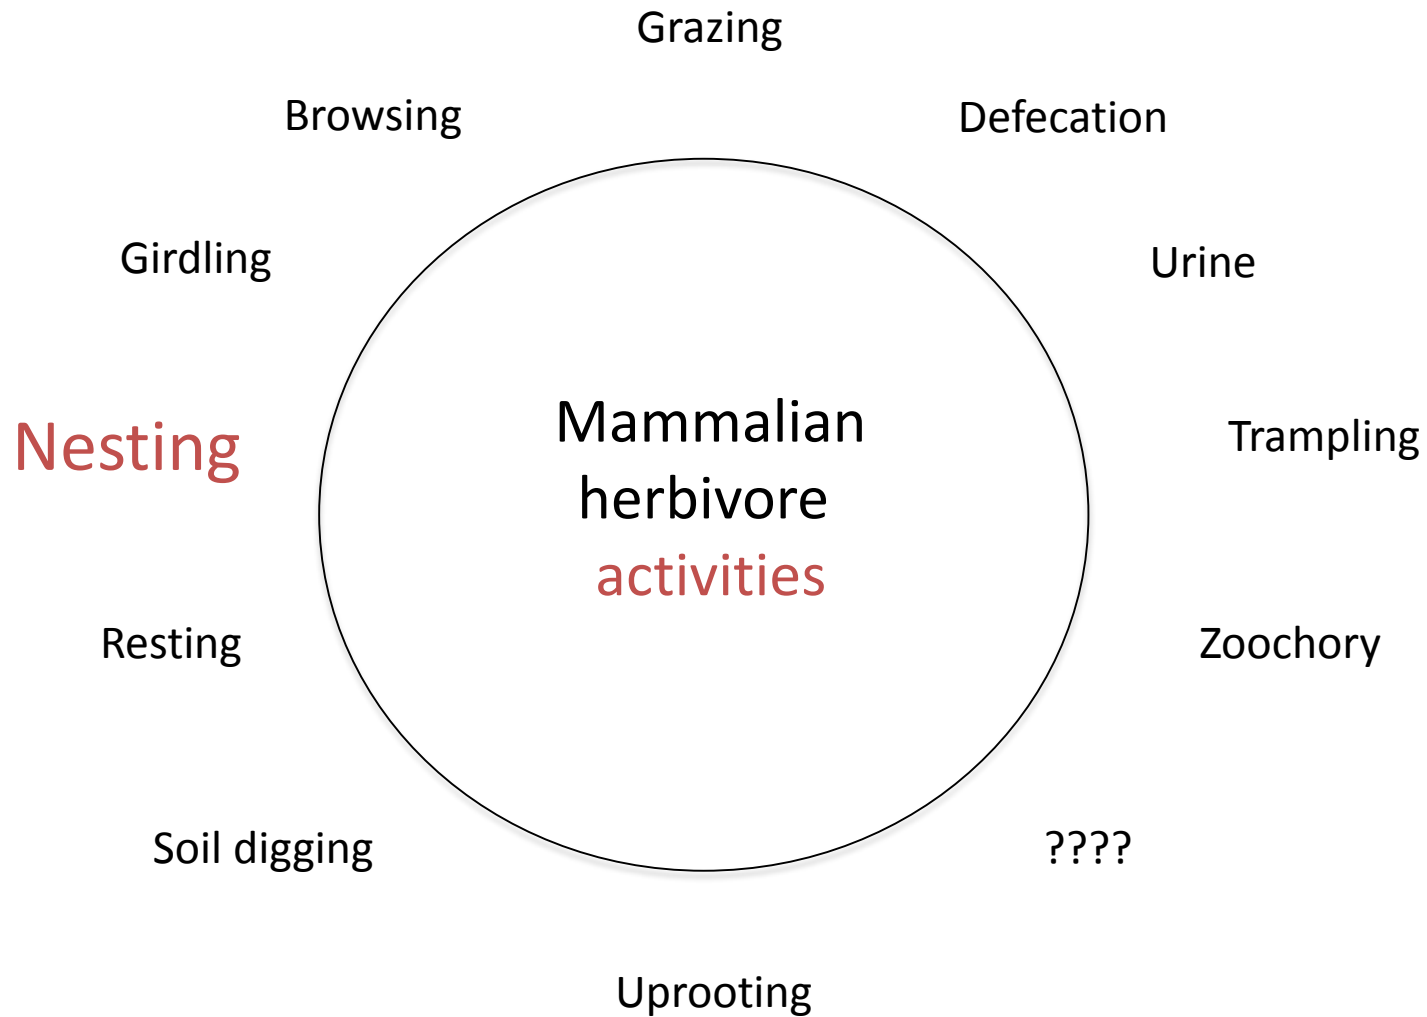 Grazing
Browsing
Defecation
Girdling
Urine
Nesting
Mammalian
herbivore
activities
Trampling
Resting
Zoochory
Soil digging
????
Uprooting